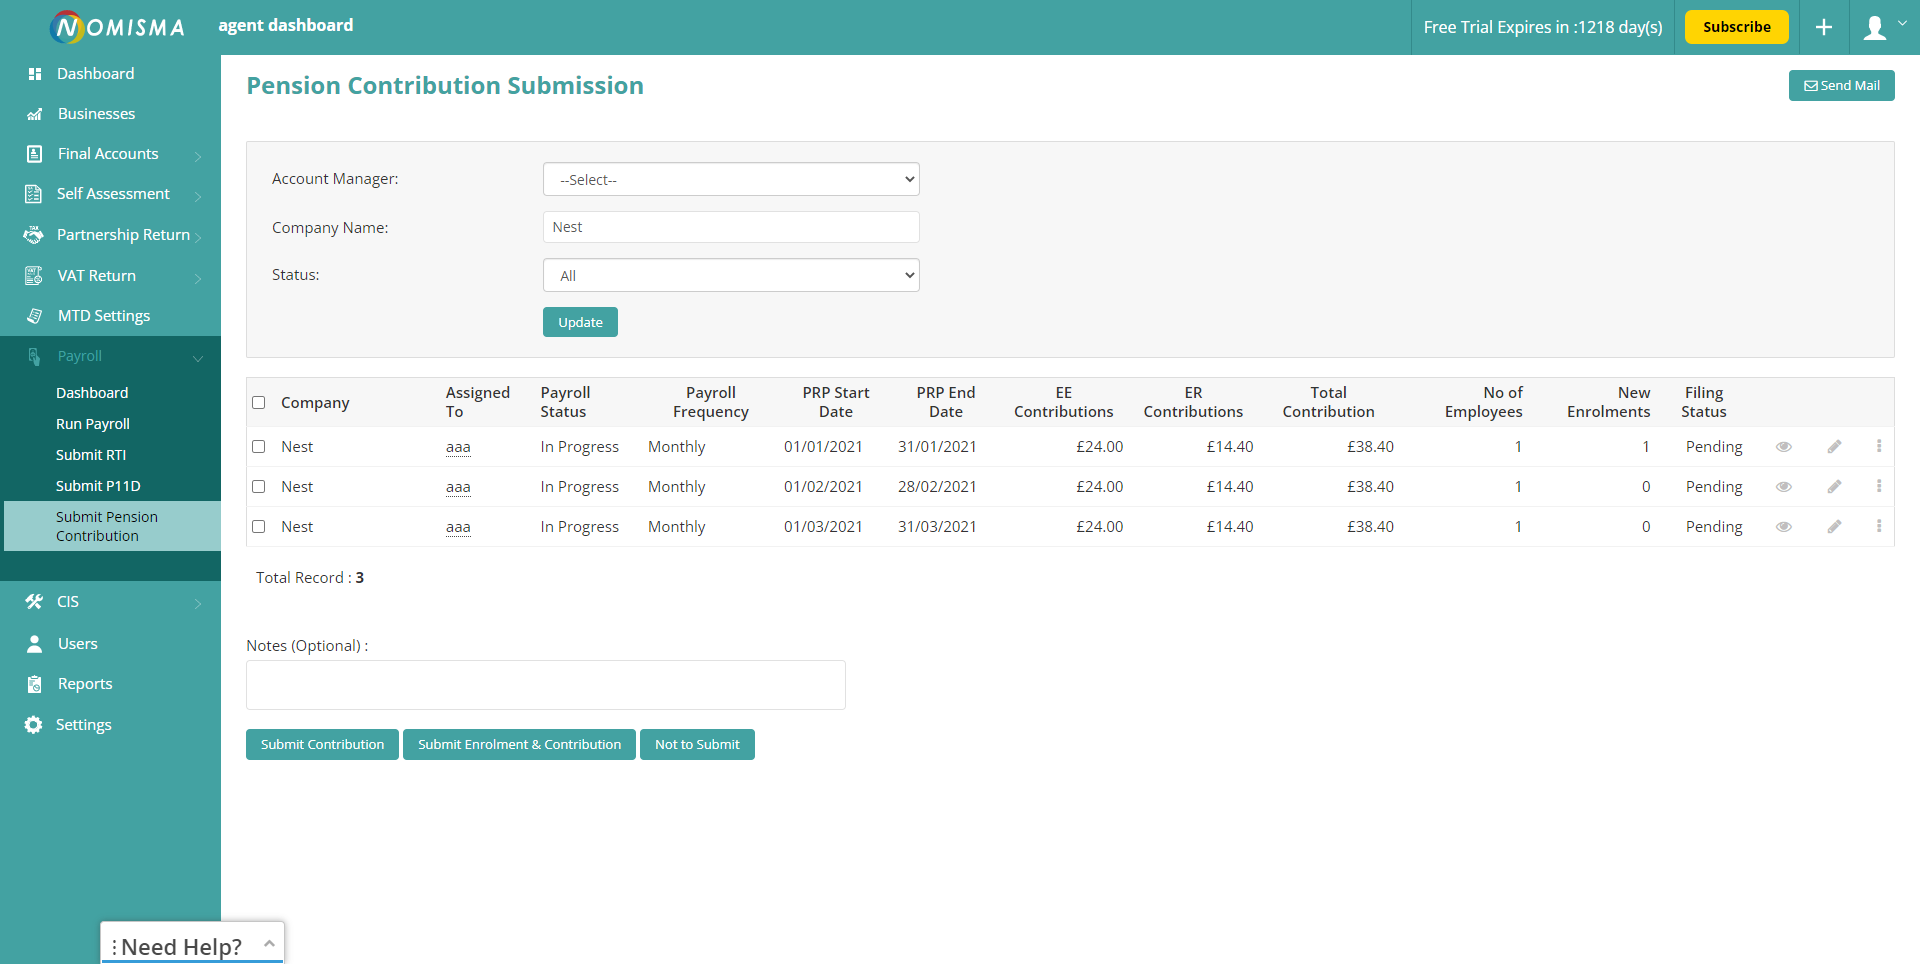 NOMISMA
agent dashboard
Free Trial Expires in :1218 day(s)
Subscribe
Dashboard
Businesses
Final Accounts
Self Assessment
Partnership Return
VAT Return
MTD Settings
Payroll
Dashboard
Run Payroll
Submit RTI
Submit P11D
Submit Pension
Contribution
CIS
Users
Reports
Settings
Pension Contribution Submission
Send Mail
Account Manager:
--Select--
Company Name:
Nest
Status:
All
Update
Company Assigned To Payroll Status Payroll Frequency PRP Start Date PRP End Date EE Contributions ER Contributions Total Contribution No of Employees New Enrolments Filing Status
Nest aaa In Progress Monthly 01/01/2021 31/01/2021 £24.00 £14.40 £38.40 1 1 Pending
Nest aaa In Progress Monthly 01/02/2021 28/02/2021 £24.00 £14.40 £38.40 1 0 Pending
Nest aaa In Progress Monthly 01/03/2021 31/03/2021 £24.00 £14.40 £38.40 1 0 Pending
Total Record : 3
Notes (Optional) :
Submit Contribution
Submit Enrolment & Contribution
Not to Submit
Need Help?